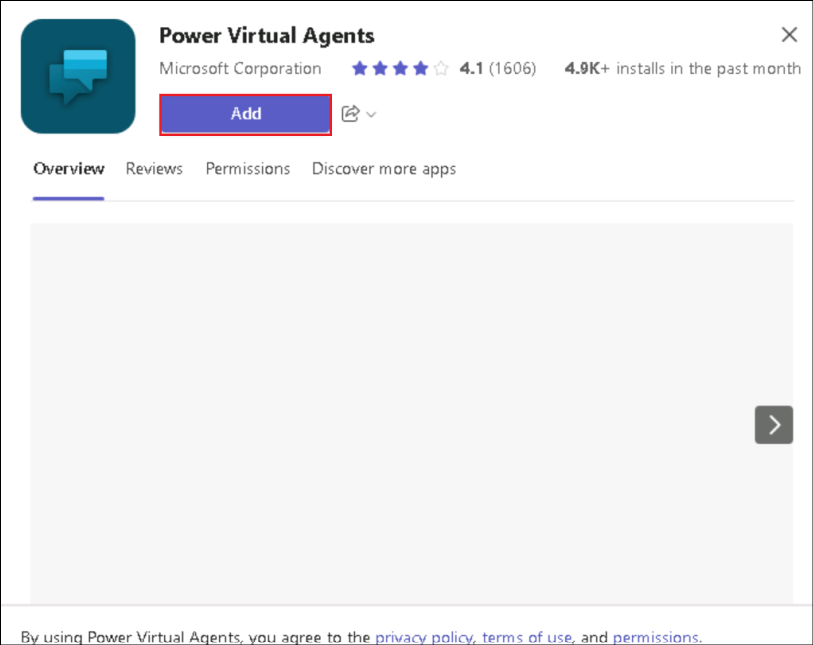 Power Virtual Agents
Microsoft Corporation 4.1 (1606) 4.9K+ installs in the past month
Add
Overview Reviews Permissions Discover more apps
By using Power Virtual Agents, you agree to the privacy policy, terms of use, and permissions.